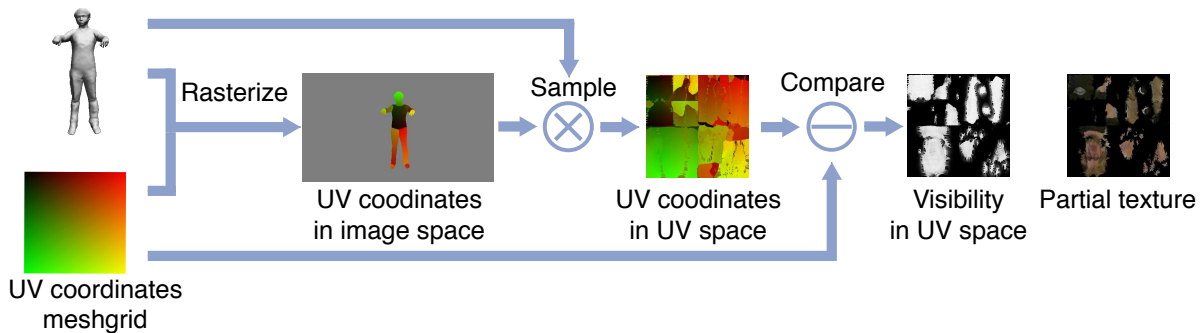 Rasterize
Sample
Compare
UV coodinates
in image space
UV coodinates
in UV space
Visibility
in UV space
Partial texture
UV coordinates
meshgrid